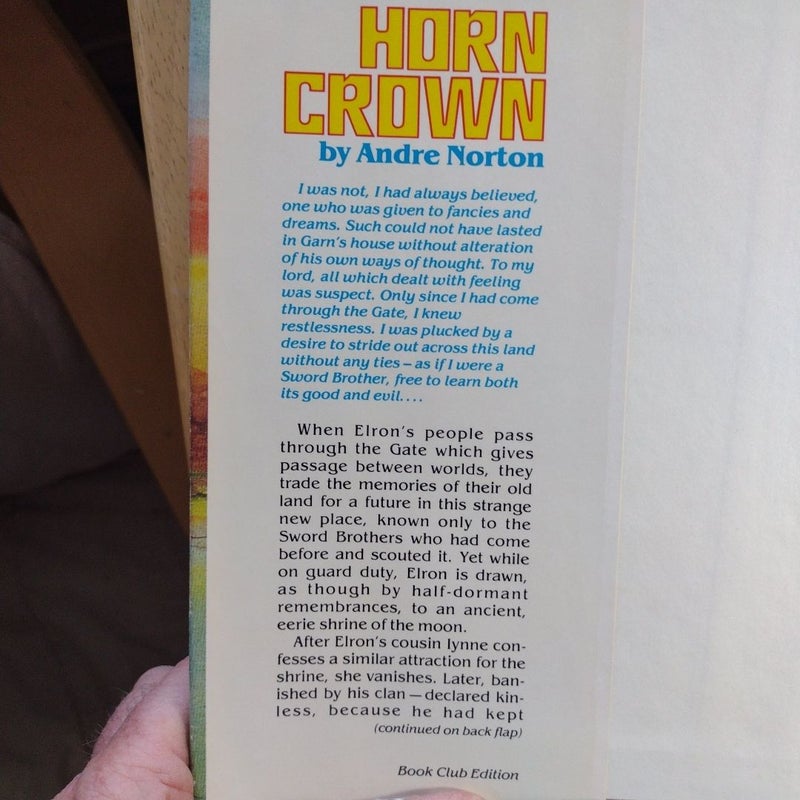 HORN
CROWN
by Andre Norton
I was not, I had always believed,
one who was given to fancies and
dreams. Such could not have lasted
in Garn's house without alteration
of his own ways of thought. To my
lord, all which dealt with feeling
was suspect. Only since I had come
through the Gate, I knew
restlessness. I was plucked by a
desire to stride out across this land
without any ties – as if I were a
Sword Brother, free to learn both
its good and evil....
When Elron's people pass
through the Gate which gives
passage between worlds, they
trade the memories of their old
land for a future in this strange
new place, known only to the
Sword Brothers who had come
before and scouted it. Yet while
on guard duty, Elron is drawn,
as though by half-dormant
remembrances, to an ancient,
eerie shrine of the moon.
After Elron's cousin Iynne con-
fesses a similar attraction for the
shrine, she vanishes. Later, ban-
ished by his clan — declared kin-
less, because he had kept
(continued on back flap)
Book Club Edition